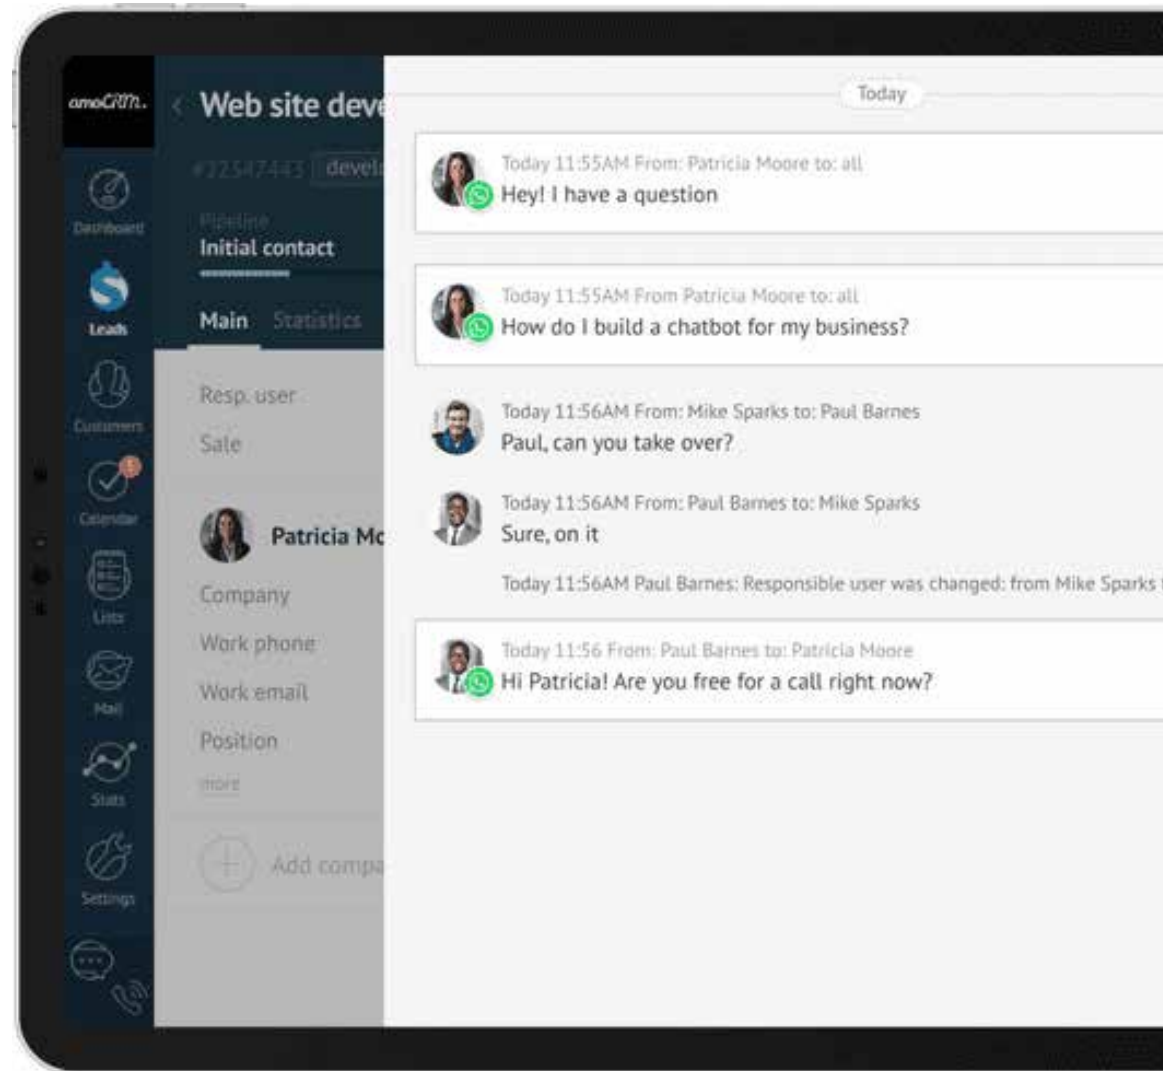 amoCRM.
Dashboard
Leads
Customers
5
Calendar
Lists
Mail
Stats
Settings
Web site deve
#32547443 develo
Pipeline
Initial contact
Main Statistics
Resp. user
Sale
Patricia Mo
Company
Work phone
Work email
Position
more
Add compa
Today
Today 11:55AM From: Patricia Moore to: all
Hey! I have a question
Today 11:55AM From Patricia Moore to: all
How do I build a chatbot for my business?
Today 11:56AM From: Mike Sparks to: Paul Barnes
Paul, can you take over?
Today 11:56AM From: Paul Barnes to: Mike Sparks
Sure, on it
Today 11:56AM Paul Barnes: Responsible user was changed: from Mike Sparks
Today 11:56 From: Paul Barnes to: Patricia Moore
Hi Patricia! Are you free for a call right now?